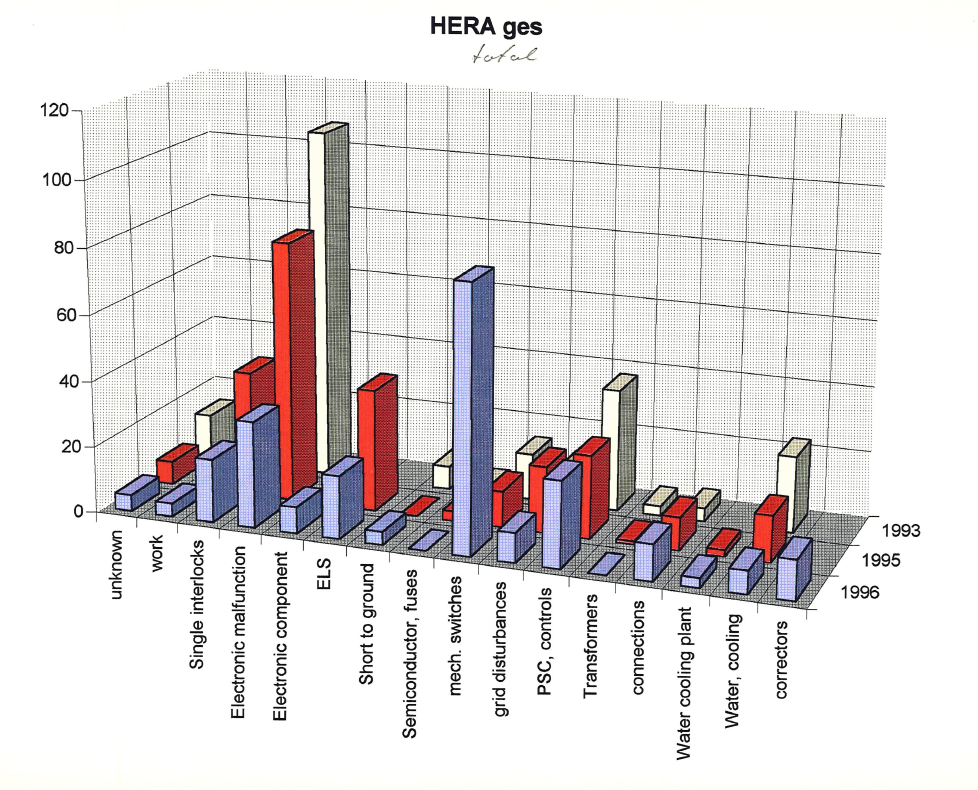 HERA ges
total
120
100
80
60
40
20
0
unknown
work
Single interlocks
Electronic malfunction
Electronic component
ELS
Short to ground
Semiconductor, fuses
mech. switches
grid disturbances
PSC, controls
Transformers
connections
Water cooling plant
Water, cooling
correctors
1993
1995
1996